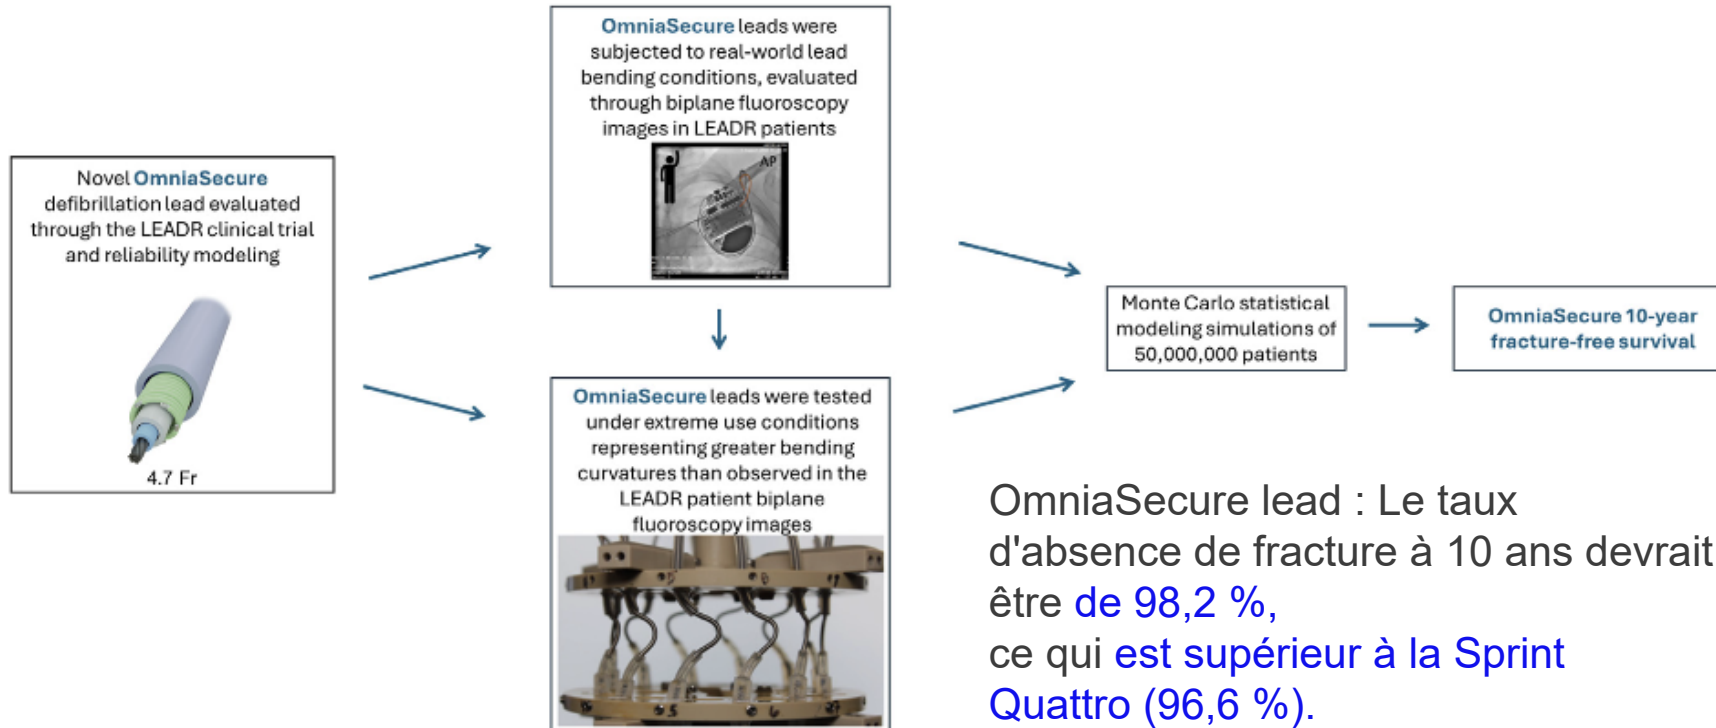 Novel OmniaSecure
defibrillation lead evaluated
through the LEADR clinical trial
and reliability modeling
4.7 Fr
OmniaSecure leads were
subjected to real-world lead
bending conditions, evaluated
through biplane fluoroscopy
images in LEADR patients
AP
OmniaSecure leads were tested
under extreme use conditions
representing greater bending
curvatures than observed in the
LEADR patient biplane
fluoroscopy images
5
6
Monte Carlo statistical
modeling simulations of
50,000,000 patients
OmniaSecure 10-year
fracture-free survival
OmniaSecure lead : Le taux
d'absence de fracture à 10 ans devrait
être de 98,2 %,
ce qui est supérieur à la Sprint
Quattro (96,6 %).